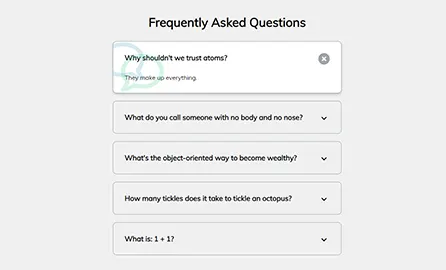 Frequently Asked Questions
Why shouldn't we trust atoms?
They make up everything.
What do you call someone with no body and no nose?
What's the object-oriented way to become wealthy?
How many tickles does it take to tickle an octopus?
What is: 1 + 1?